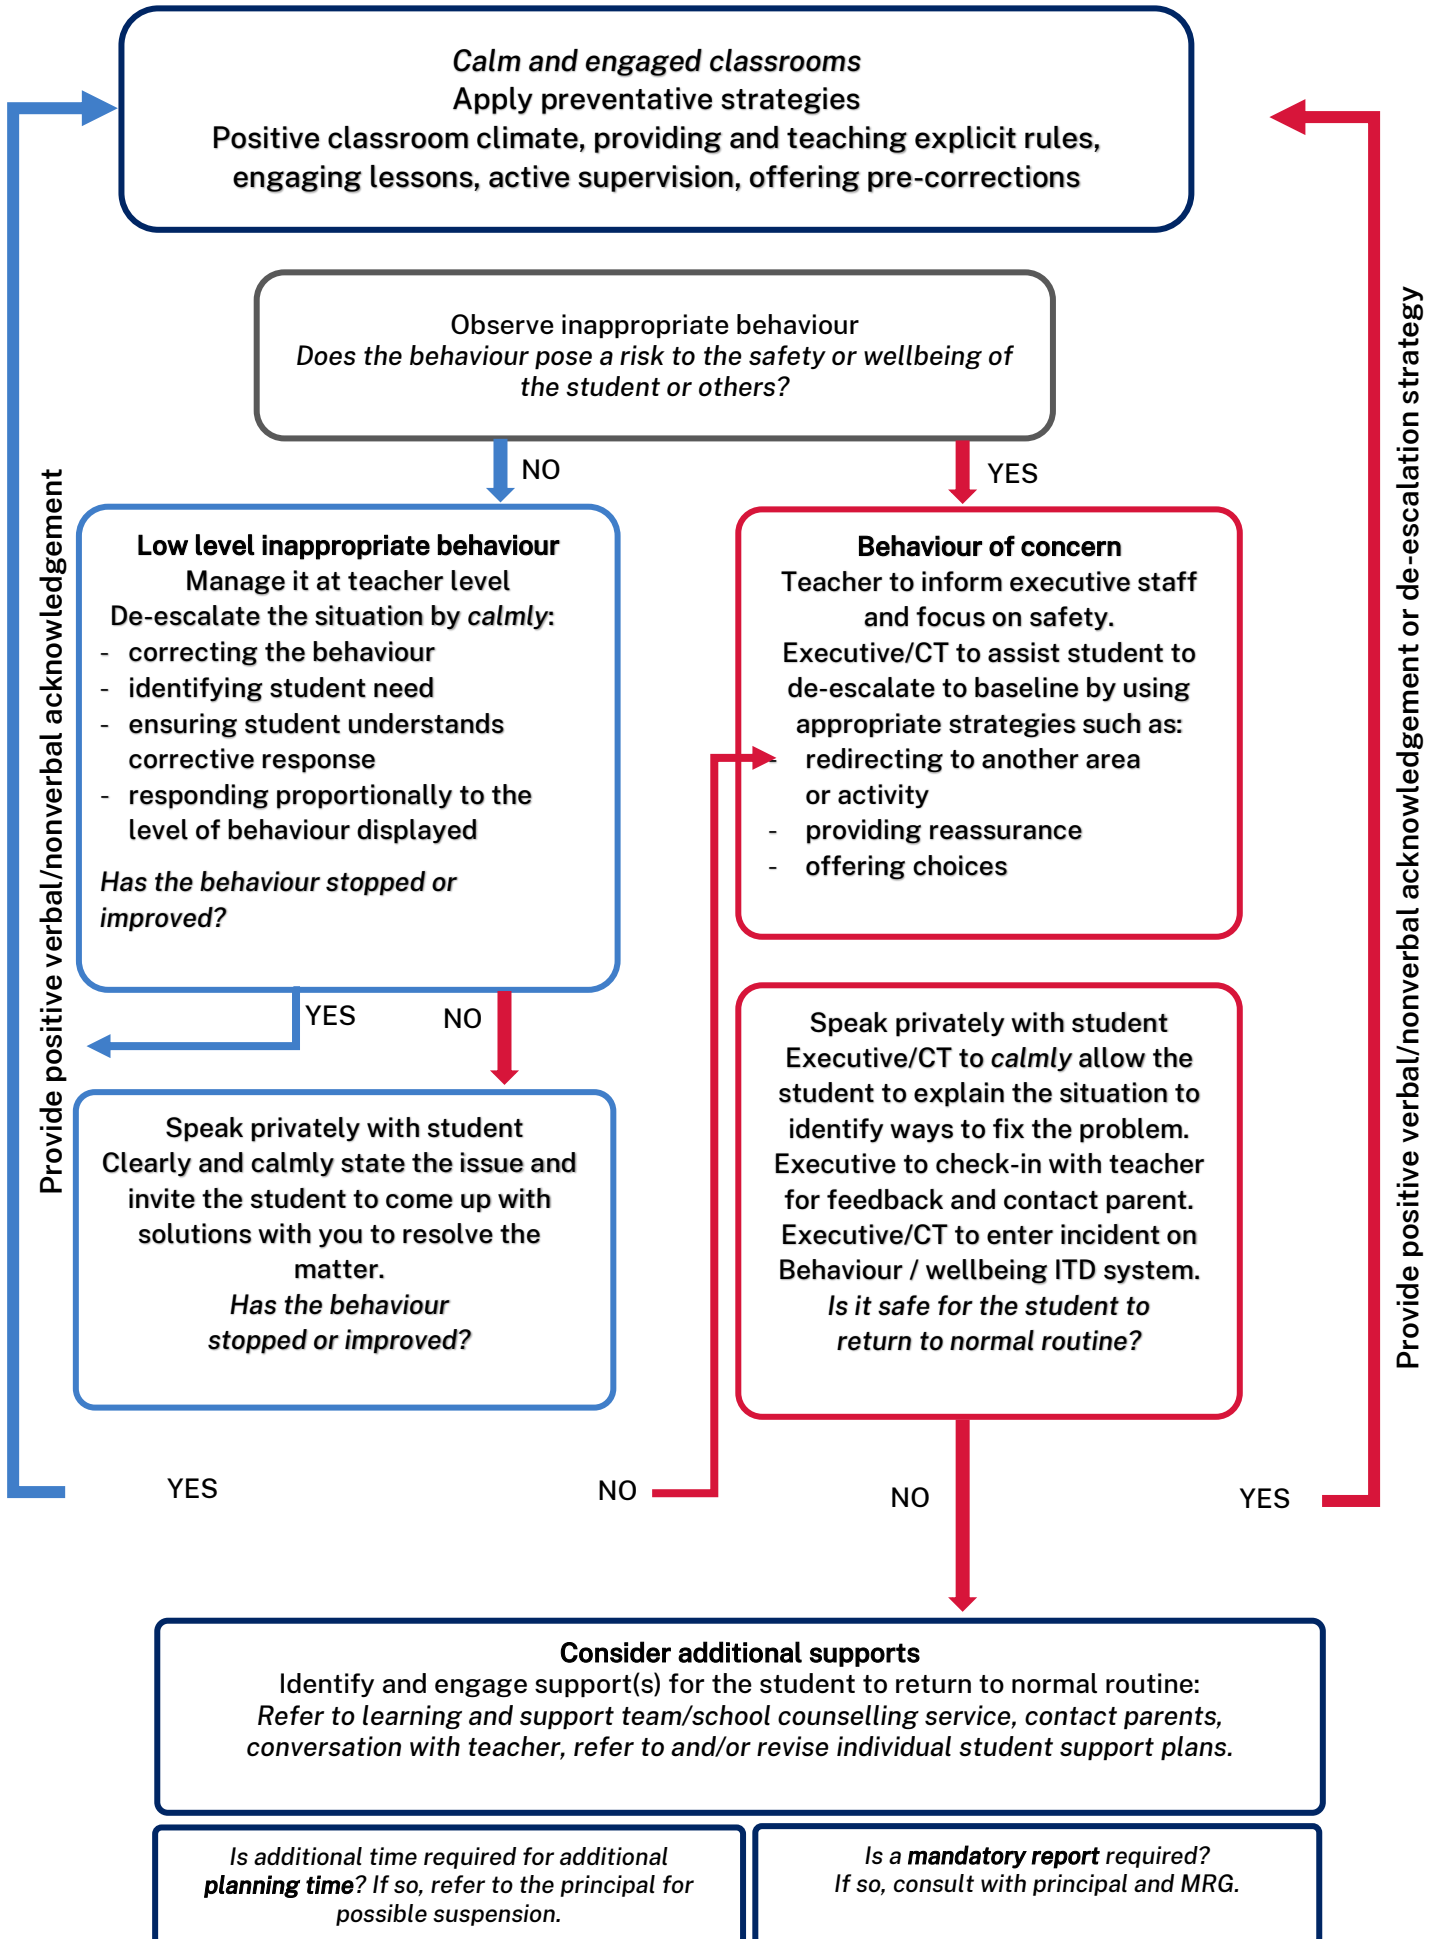 Calm and engaged classrooms
Apply preventative strategies
Positive classroom climate, providing and teaching explicit rules,
engaging lessons, active supervision, offering pre-corrections
Observe inappropriate behaviour
Does the behaviour pose a risk to the safety or wellbeing of
the student or others?
NO
YES
Low level inappropriate behaviour
Manage it at teacher level
De-escalate the situation by calmly:
- correcting the behaviour
- identifying student need
- ensuring student understands
corrective response
- responding proportionally to the
level of behaviour displayed
Has the behaviour stopped or
improved?
Behaviour of concern
Teacher to inform executive staff
and focus on safety.
Executive/CT to assist student to
de-escalate to baseline by using
appropriate strategies such as:
- redirecting to another area
or activity
- providing reassurance
- offering choices
YES
NO
Speak privately with student
Clearly and calmly state the issue and
invite the student to come up with
solutions with you to resolve the
matter.
Has the behaviour
stopped or improved?
Speak privately with student
Executive/CT to calmly allow the
student to explain the situation to
identify ways to fix the problem.
Executive to check-in with teacher
for feedback and contact parent.
Executive/CT to enter incident on
Behaviour / wellbeing ITD system.
Is it safe for the student to
return to normal routine?
YES
NO
NO
YES
Provide positive verbal/nonverbal acknowledgement
Provide positive verbal/nonverbal acknowledgement or de-escalation strategy
Consider additional supports
Identify and engage support(s) for the student to return to normal routine:
Refer to learning and support team/school counselling service, contact parents,
conversation with teacher, refer to and/or revise individual student support plans.
Is additional time required for additional
planning time? If so, refer to the principal for
possible suspension.
Is a mandatory report required?
If so, consult with principal and MRG.